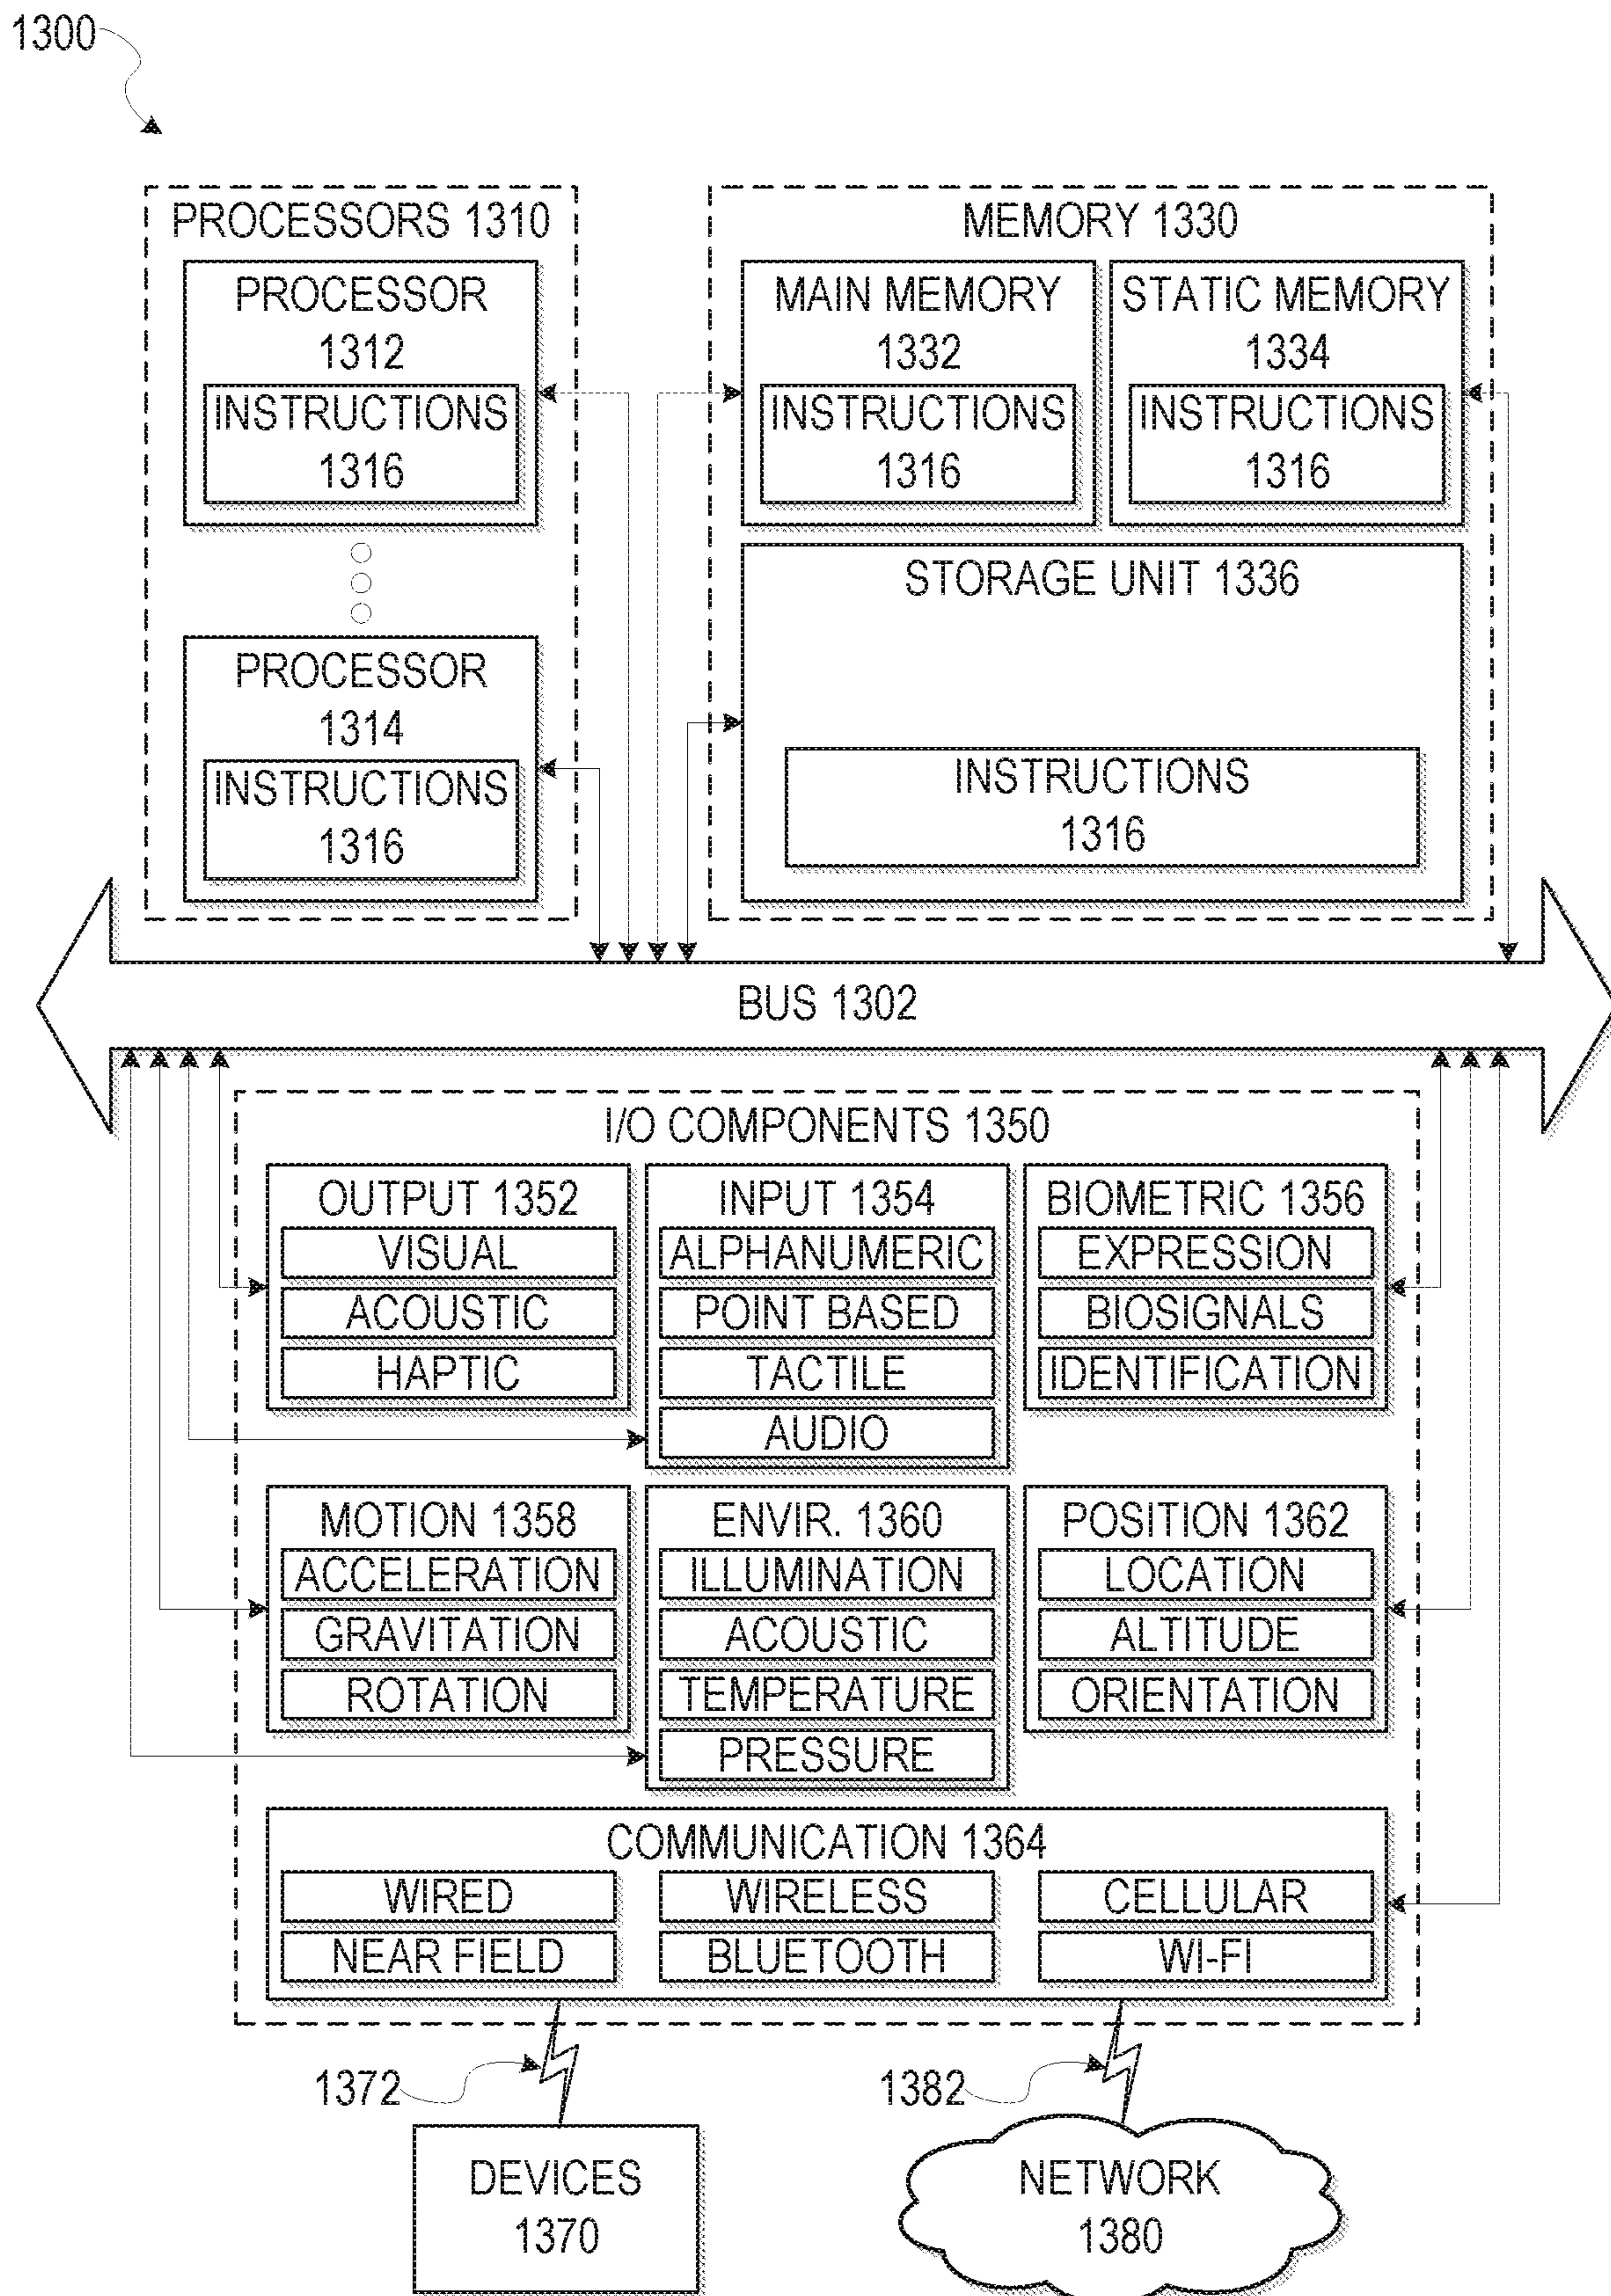 1300
PROCESSORS 1310
PROCESSOR
1312
INSTRUCTIONS
1316
PROCESSOR
1314
INSTRUCTIONS
1316
MEMORY 1330
MAIN MEMORY
1332
INSTRUCTIONS
1316
STATIC MEMORY
1334
INSTRUCTIONS
1316
STORAGE UNIT 1336
INSTRUCTIONS
1316
BUS 1302
I/O COMPONENTS 1350
OUTPUT 1352
VISUAL
ACOUSTIC
HAPTIC
INPUT 1354
ALPHANUMERIC
POINT BASED
TACTILE
AUDIO
BIOMETRIC 1356
EXPRESSION
BIOSIGNALS
IDENTIFICATION
MOTION 1358
ACCELERATION
GRAVITATION
ROTATION
ENVIR. 1360
ILLUMINATION
ACOUSTIC
TEMPERATURE
PRESSURE
POSITION 1362
LOCATION
ALTITUDE
ORIENTATION
COMMUNICATION 1364
WIRED
WIRELESS
CELLULAR
NEAR FIELD
BLUETOOTH
WI-FI
1372
1382
DEVICES
1370
NETWORK
1380